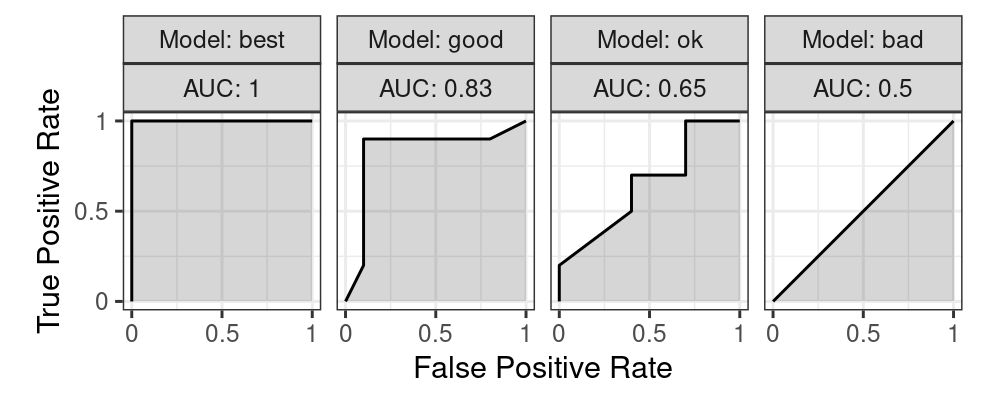 Model: best
Model: good
Model: ok
Model: bad
AUC: 1
AUC: 0.83
AUC: 0.65
AUC: 0.5
True Positive Rate
1
0.5
0
0 0.5 1
0 0.5 1
0 0.5 1
0 0.5 1
False Positive Rate